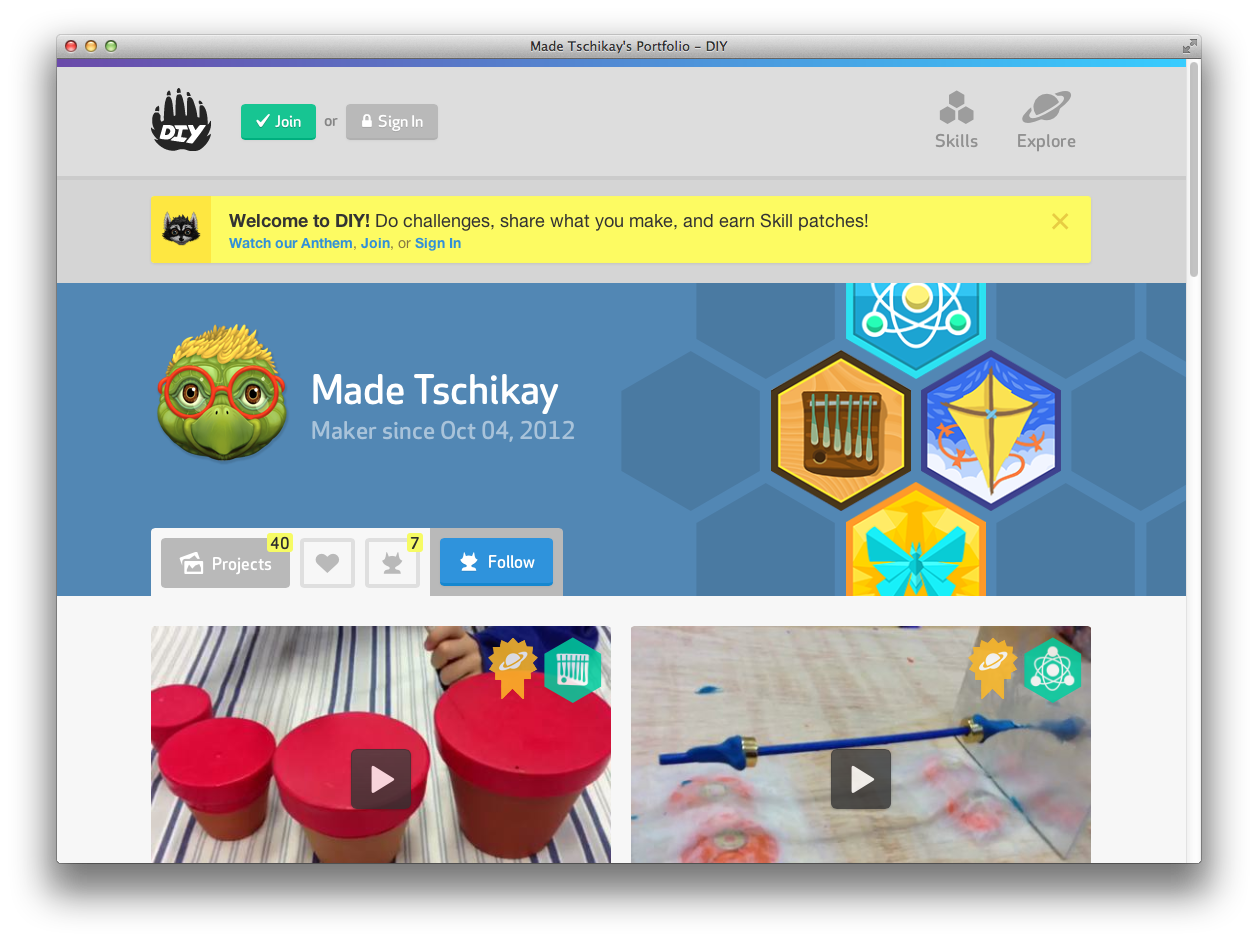 Made Tschikay's Portfolio – DIY
DIY
Join or Sign In
Skills
Explore
Welcome to DIY! Do challenges, share what you make, and earn Skill patches!
Watch our Anthem, Join, or Sign In
Made Tschikay
Maker since Oct 04, 2012
Projects 40
7
Follow